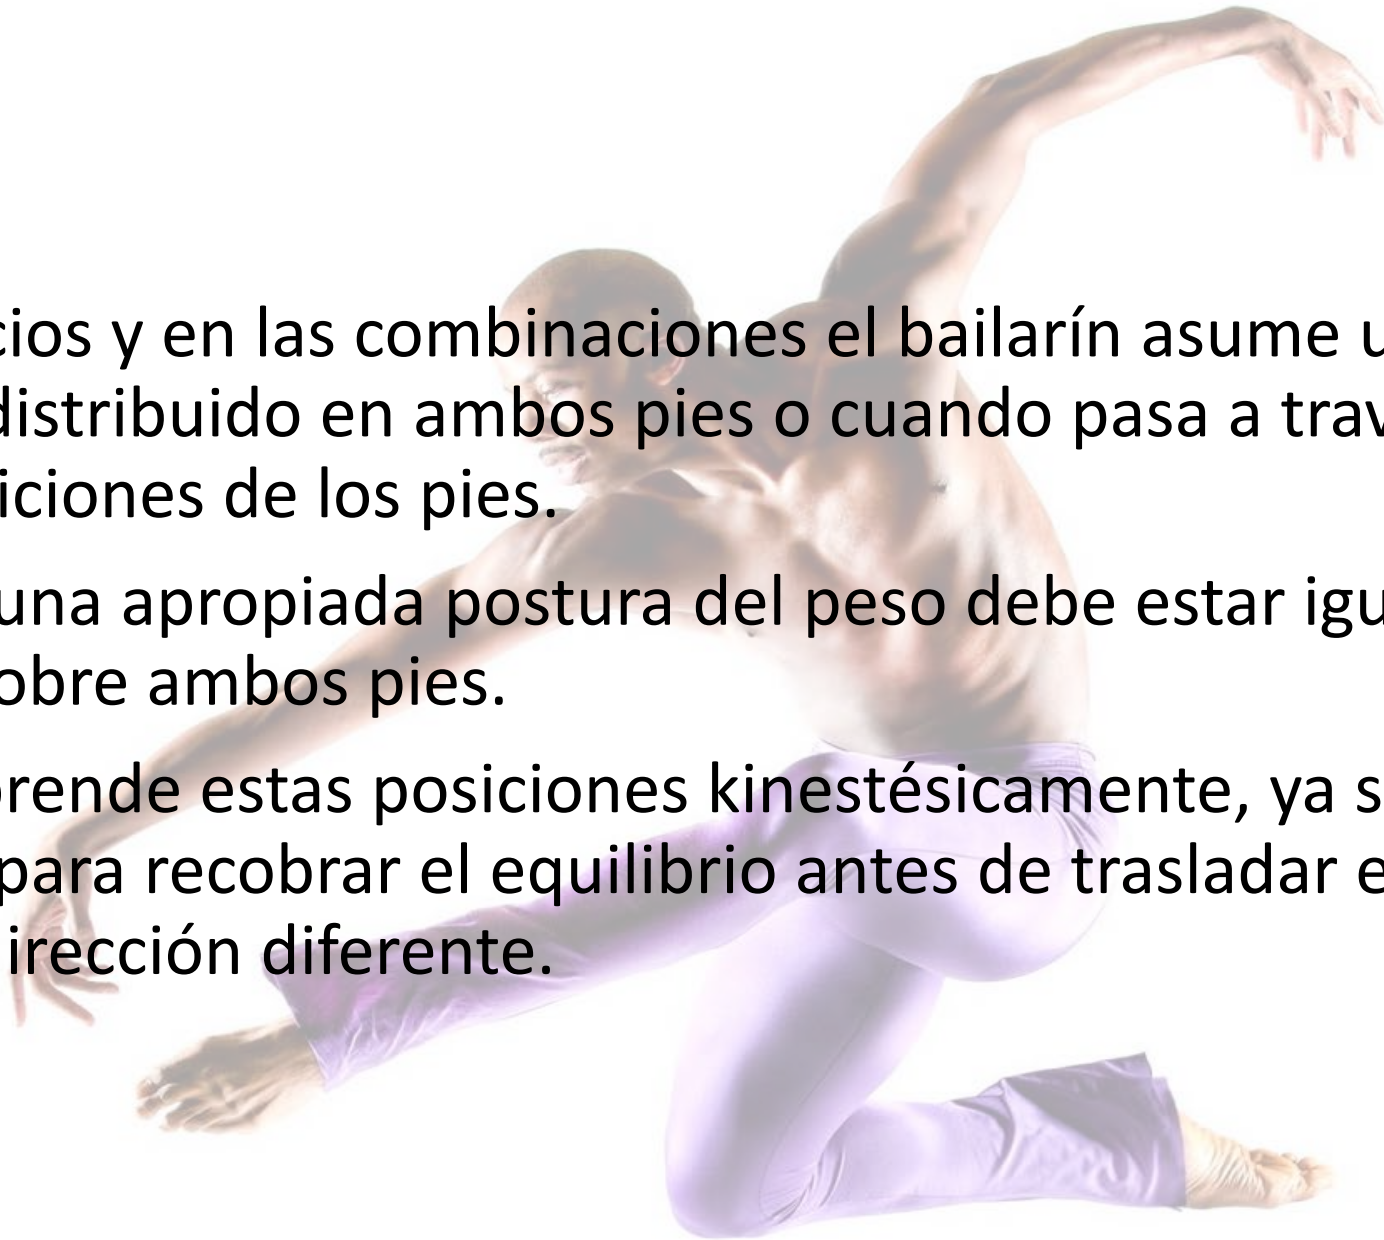 cios y en las combinaciones el bailarín asume u
distribuido en ambos pies o cuando pasa a trav
iciones de los pies.
una apropiada postura del peso debe estar igu
obre ambos pies.
prende estas posiciones kinestésicamente, ya s
para recobrar el equilibrio antes de trasladar e
irección diferente.